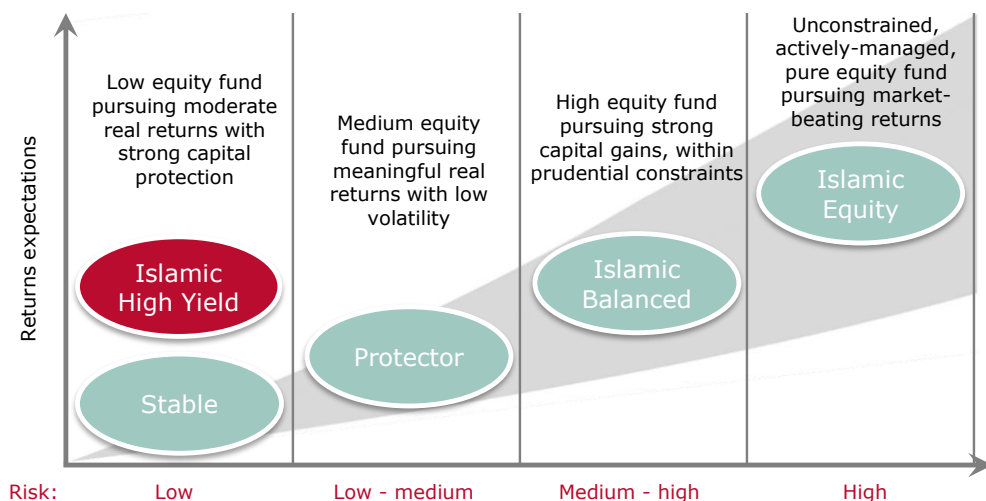 Returns expectations
Low equity fund
pursuing moderate
real returns with
strong capital
protection
Islamic
High Yield
Stable
Medium equity
fund pursuing
meaningful real
returns with low
volatility
Protector
High equity fund
pursuing strong
capital gains, within
prudential constraints
Islamic
Balanced
Unconstrained,
actively-managed,
pure equity fund
pursuing market-
beating returns
Islamic
Equity
Risk:
Low
Low - medium
Medium - high
High